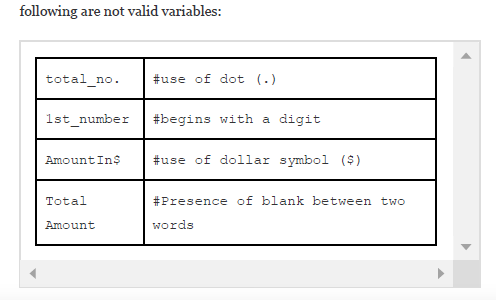 following are not valid variables:
total_no. #use of dot (.)
1st_number #begins with a digit
AmountIn$ #use of dollar symbol ($)
Total #Presence of blank between two
Amount words